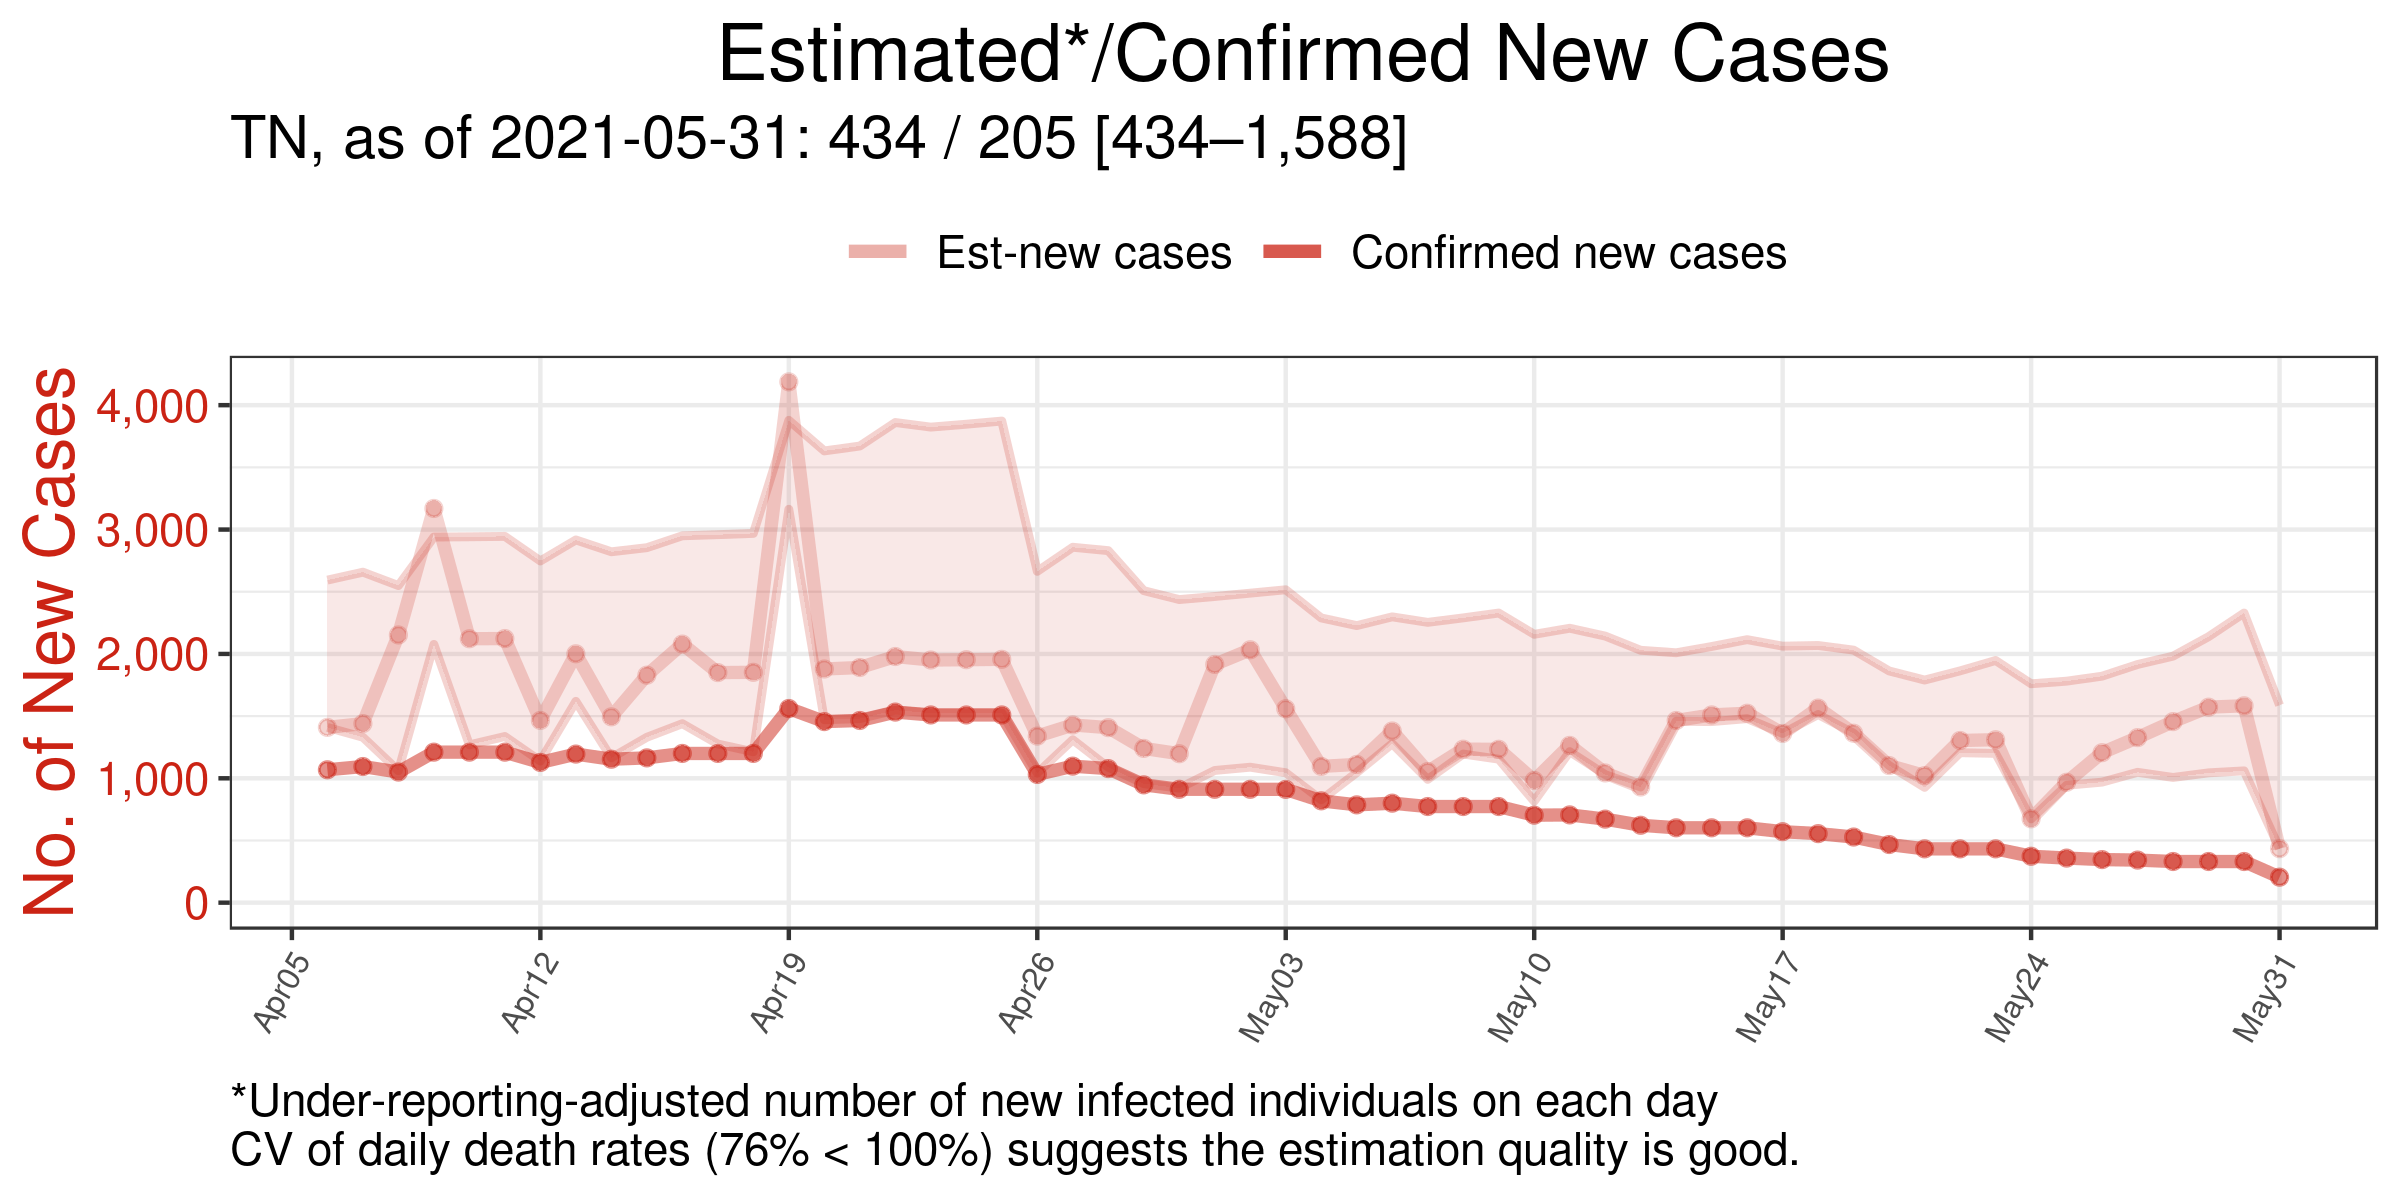 Estimated*/Confirmed New Cases
TN, as of 2021-05-31: 434 / 205 [434–1,588]
Est-new cases
Confirmed new cases
No. of New Cases
4,000
3,000
2,000
1,000
0
Apr05
Apr12
Apr19
Apr26
May03
May10
May17
May24
May31
*Under-reporting-adjusted number of new infected individuals on each day
CV of daily death rates (76% < 100%) suggests the estimation quality is good.